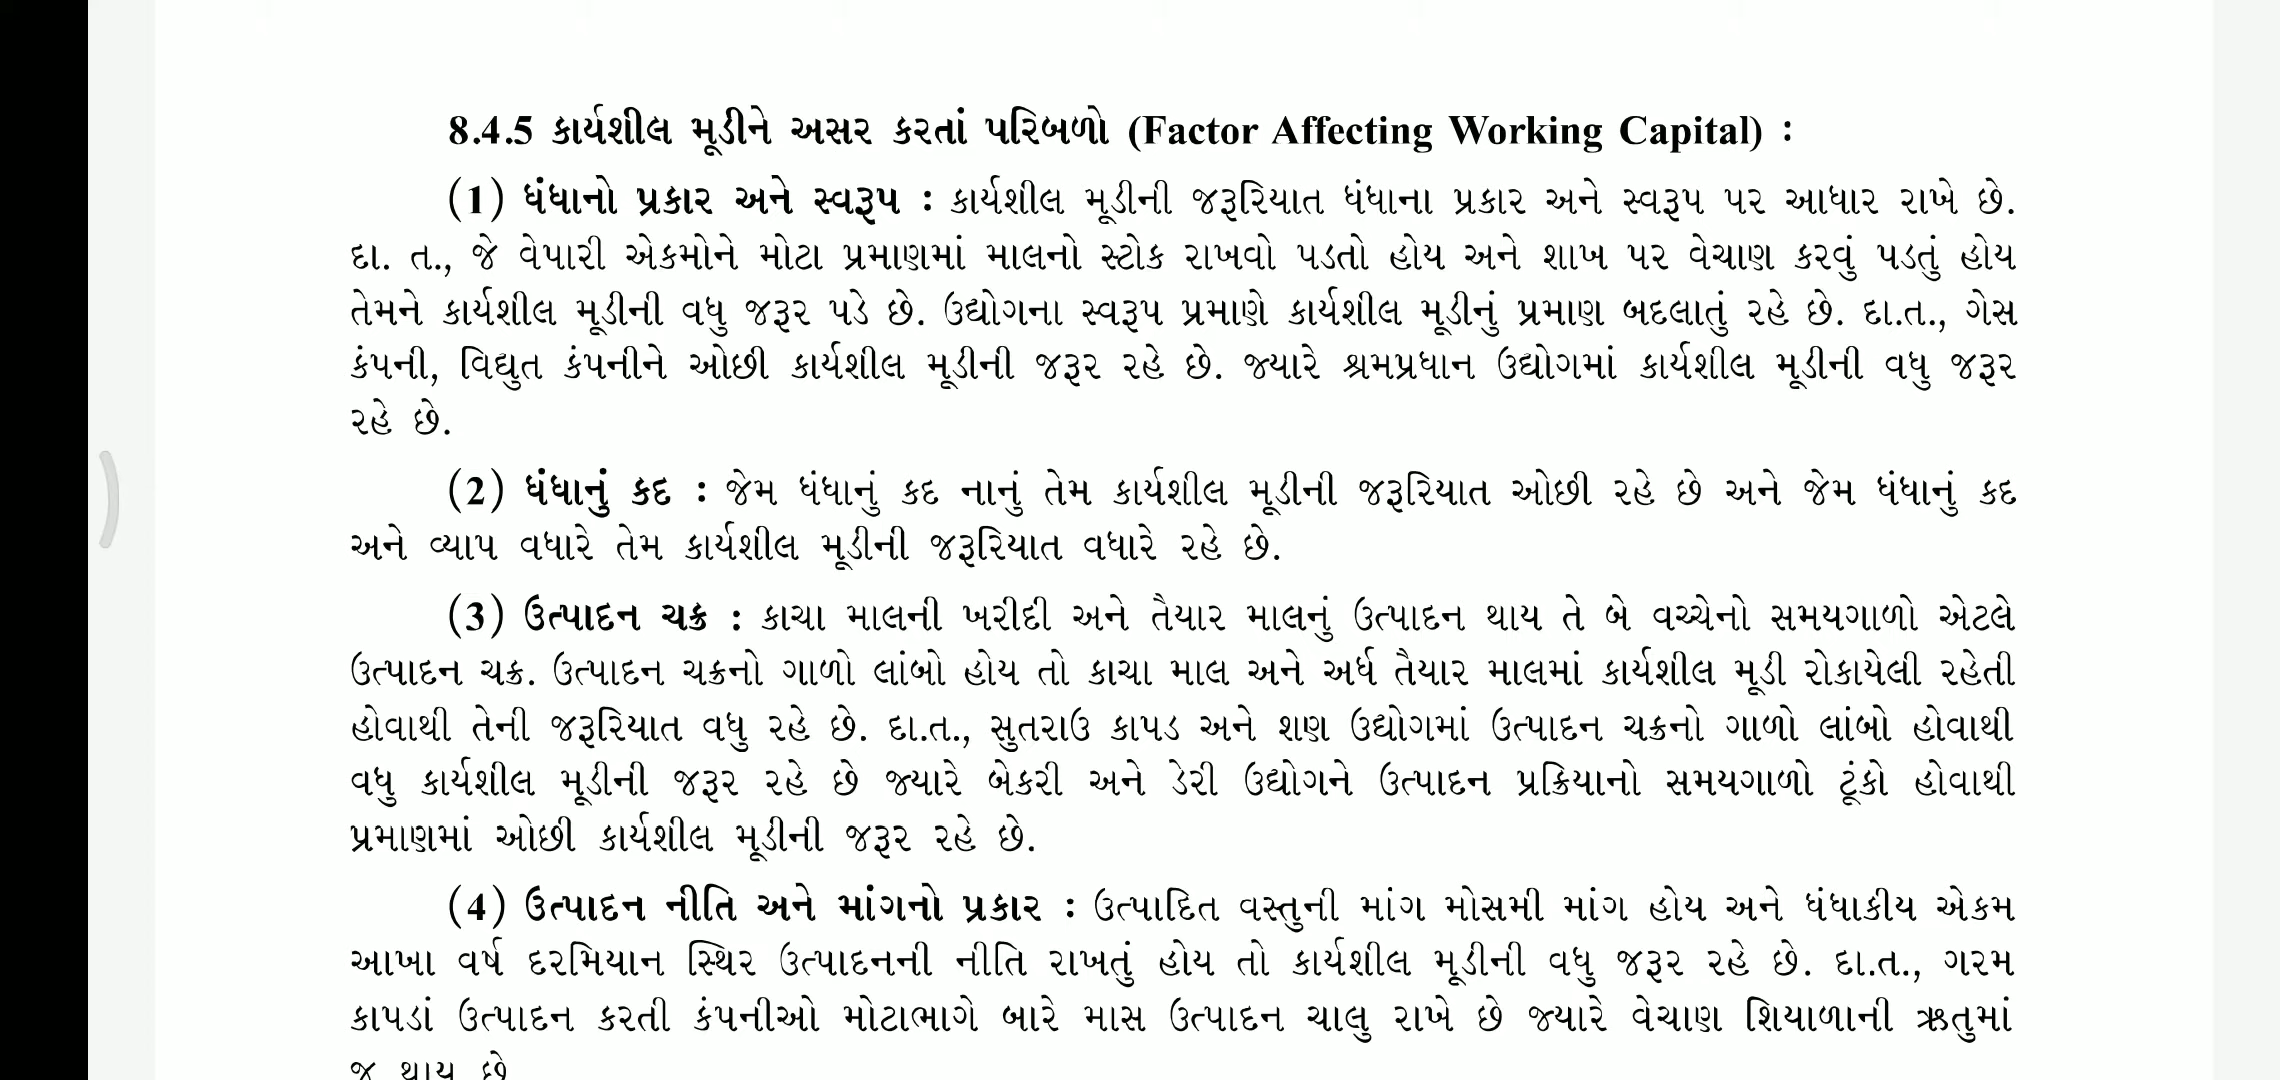 8.4.5 કાર્યશીલ મૂડીને અસર કરતાં પરિબળો (Factor Affecting Working Capital) :
(1) ધંધાનો પ્રકાર અને સ્વરૂપ : કાર્યશીલ મૂડીની જરૂરિયાત ધંધાના પ્રકાર અને સ્વરૂપ પર આધાર રાખે છે.
દા. ત., જે વેપારી એકમોને મોટા પ્રમાણમાં માલનો સ્ટોક રાખવો પડતો હોય અને શાખ પર વેચાણ કરવું પડતું હોય
તેમને કાર્યશીલ મૂડીની વધુ જરૂર પડે છે. ઉદ્યોગના સ્વરૂપ પ્રમાણે કાર્યશીલ મૂડીનું પ્રમાણ બદલાતું રહે છે. દા.ત., ગેસ
કંપની, વિદ્યુત કંપનીને ઓછી કાર્યશીલ મૂડીની જરૂર રહે છે. જ્યારે શ્રમપ્રધાન ઉદ્યોગમાં કાર્યશીલ મૂડીની વધુ જરૂર
રહે છે.
(2) ધંધાનું કદ : જેમ ધંધાનું કદ નાનું તેમ કાર્યશીલ મૂડીની જરૂરિયાત ઓછી રહે છે અને જેમ ધંધાનું કદ
અને વ્યાપ વધારે તેમ કાર્યશીલ મૂડીની જરૂરિયાત વધારે રહે છે.
(3) ઉત્પાદન ચક્ર : કાચા માલની ખરીદી અને તૈયાર માલનું ઉત્પાદન થાય તે બે વચ્ચેનો સમયગાળો એટલે
ઉત્પાદન ચક્ર. ઉત્પાદન ચક્રનો ગાળો લાંબો હોય તો કાચા માલ અને અર્ધ તૈયાર માલમાં કાર્યશીલ મૂડી રોકાયેલી રહેતી
હોવાથી તેની જરૂરિયાત વધુ રહે છે. દા.ત., સુતરાઉ કાપડ અને શણ ઉદ્યોગમાં ઉત્પાદન ચક્રનો ગાળો લાંબો હોવાથી
વધુ કાર્યશીલ મૂડીની જરૂર રહે છે જ્યારે બેકરી અને ડેરી ઉદ્યોગને ઉત્પાદન પ્રક્રિયાનો સમયગાળો ટૂંકો હોવાથી
પ્રમાણમાં ઓછી કાર્યશીલ મૂડીની જરૂર રહે છે.
(4) ઉત્પાદન નીતિ અને માંગનો પ્રકાર : ઉત્પાદિત વસ્તુની માંગ મોસમી માંગ હોય અને ધંધાકીય એકમ
આખા વર્ષ દરમિયાન સ્થિર ઉત્પાદનની નીતિ રાખતું હોય તો કાર્યશીલ મૂડીની વધુ જરૂર રહે છે. દા.ત., ગરમ
કાપડાં ઉત્પાદન કરતી કંપનીઓ મોટાભાગે બારે માસ ઉત્પાદન ચાલુ રાખે છે જ્યારે વેચાણ શિયાળાની ઋતુમાં
જ થાય છે